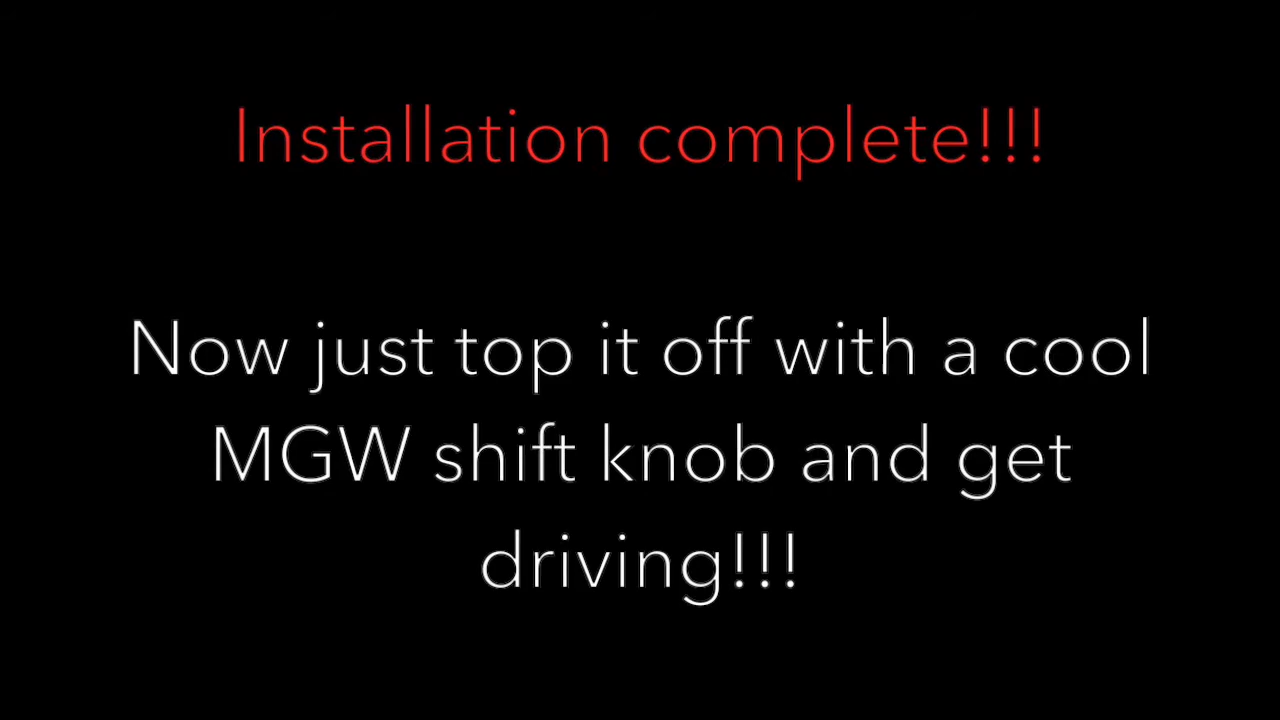 Installation complete!!!
Now just top it off with a cool
MGW shift knob and get
driving!!!